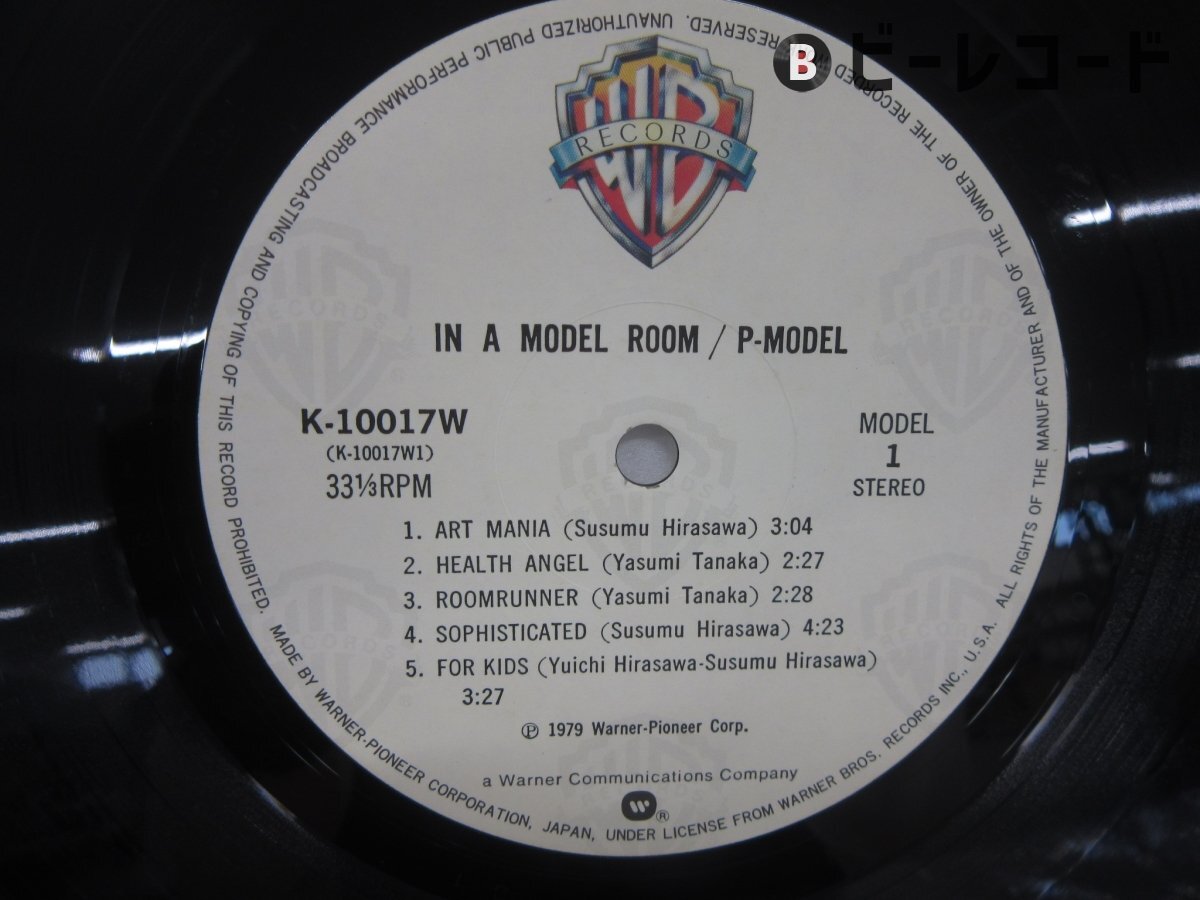 B ビーレコード
RECORDS
IN A MODEL ROOM / P-MODEL
K-10017W
(K-10017W1)
33⅓RPM
MODEL
1
STEREO
1. ART MANIA (Susumu Hirasawa) 3:04
2. HEALTH ANGEL (Yasumi Tanaka) 2:27
3. ROOMRUNNER (Yasumi Tanaka) 2:28
4. SOPHISTICATED (Susumu Hirasawa) 4:23
5. FOR KIDS (Yuichi Hirasawa-Susumu Hirasawa)
3:27
Ⓟ 1979 Warner-Pioneer Corp.
a Warner Communications Company
®
MADE BY WARNER-PIONEER CORPORATION, JAPAN, UNDER LICENSE FROM WARNER BROS. RECORDS INC., U.S.A. ALL RIGHTS OF THE MANUFACTURER AND OF THE OWNER OF THE RECORDED RESERVED. UNAUTHORIZED PUBLIC PERFORMANCE BROADCASTING AND COPYING OF THIS RECORD PROHIBITED.